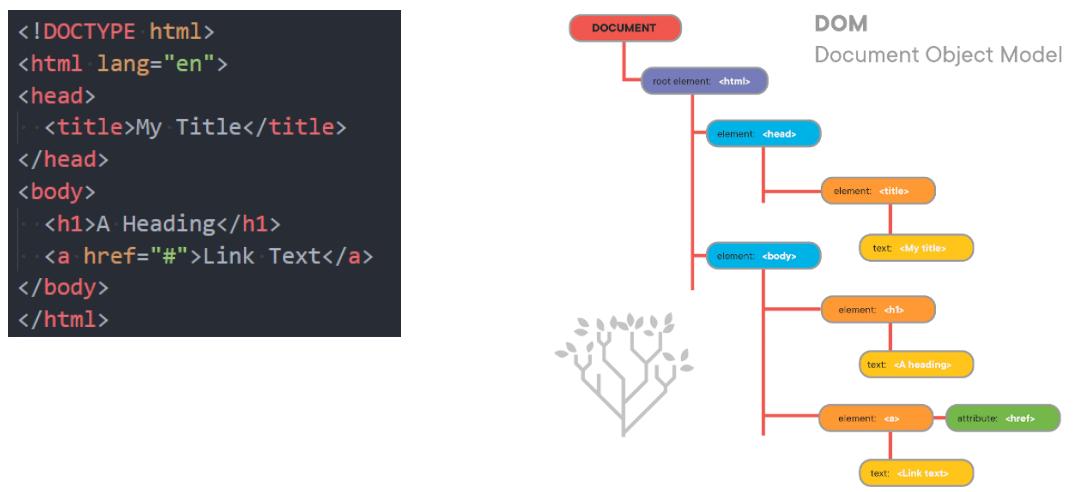 <!DOCTYPE html>
<html lang="en">
<head>
  <title>My Title</title>
</head>
<body>
  <h1>A Heading</h1>
  <a href="#">Link Text</a>
</body>
</html>
DOM
Document Object Model
DOCUMENT
root element: <html>
element: <head>
element: <title>
text: <My title>
element: <body>
element: <h1>
text: <A heading>
element: <a>
attribute: <href>
text: <Link text>